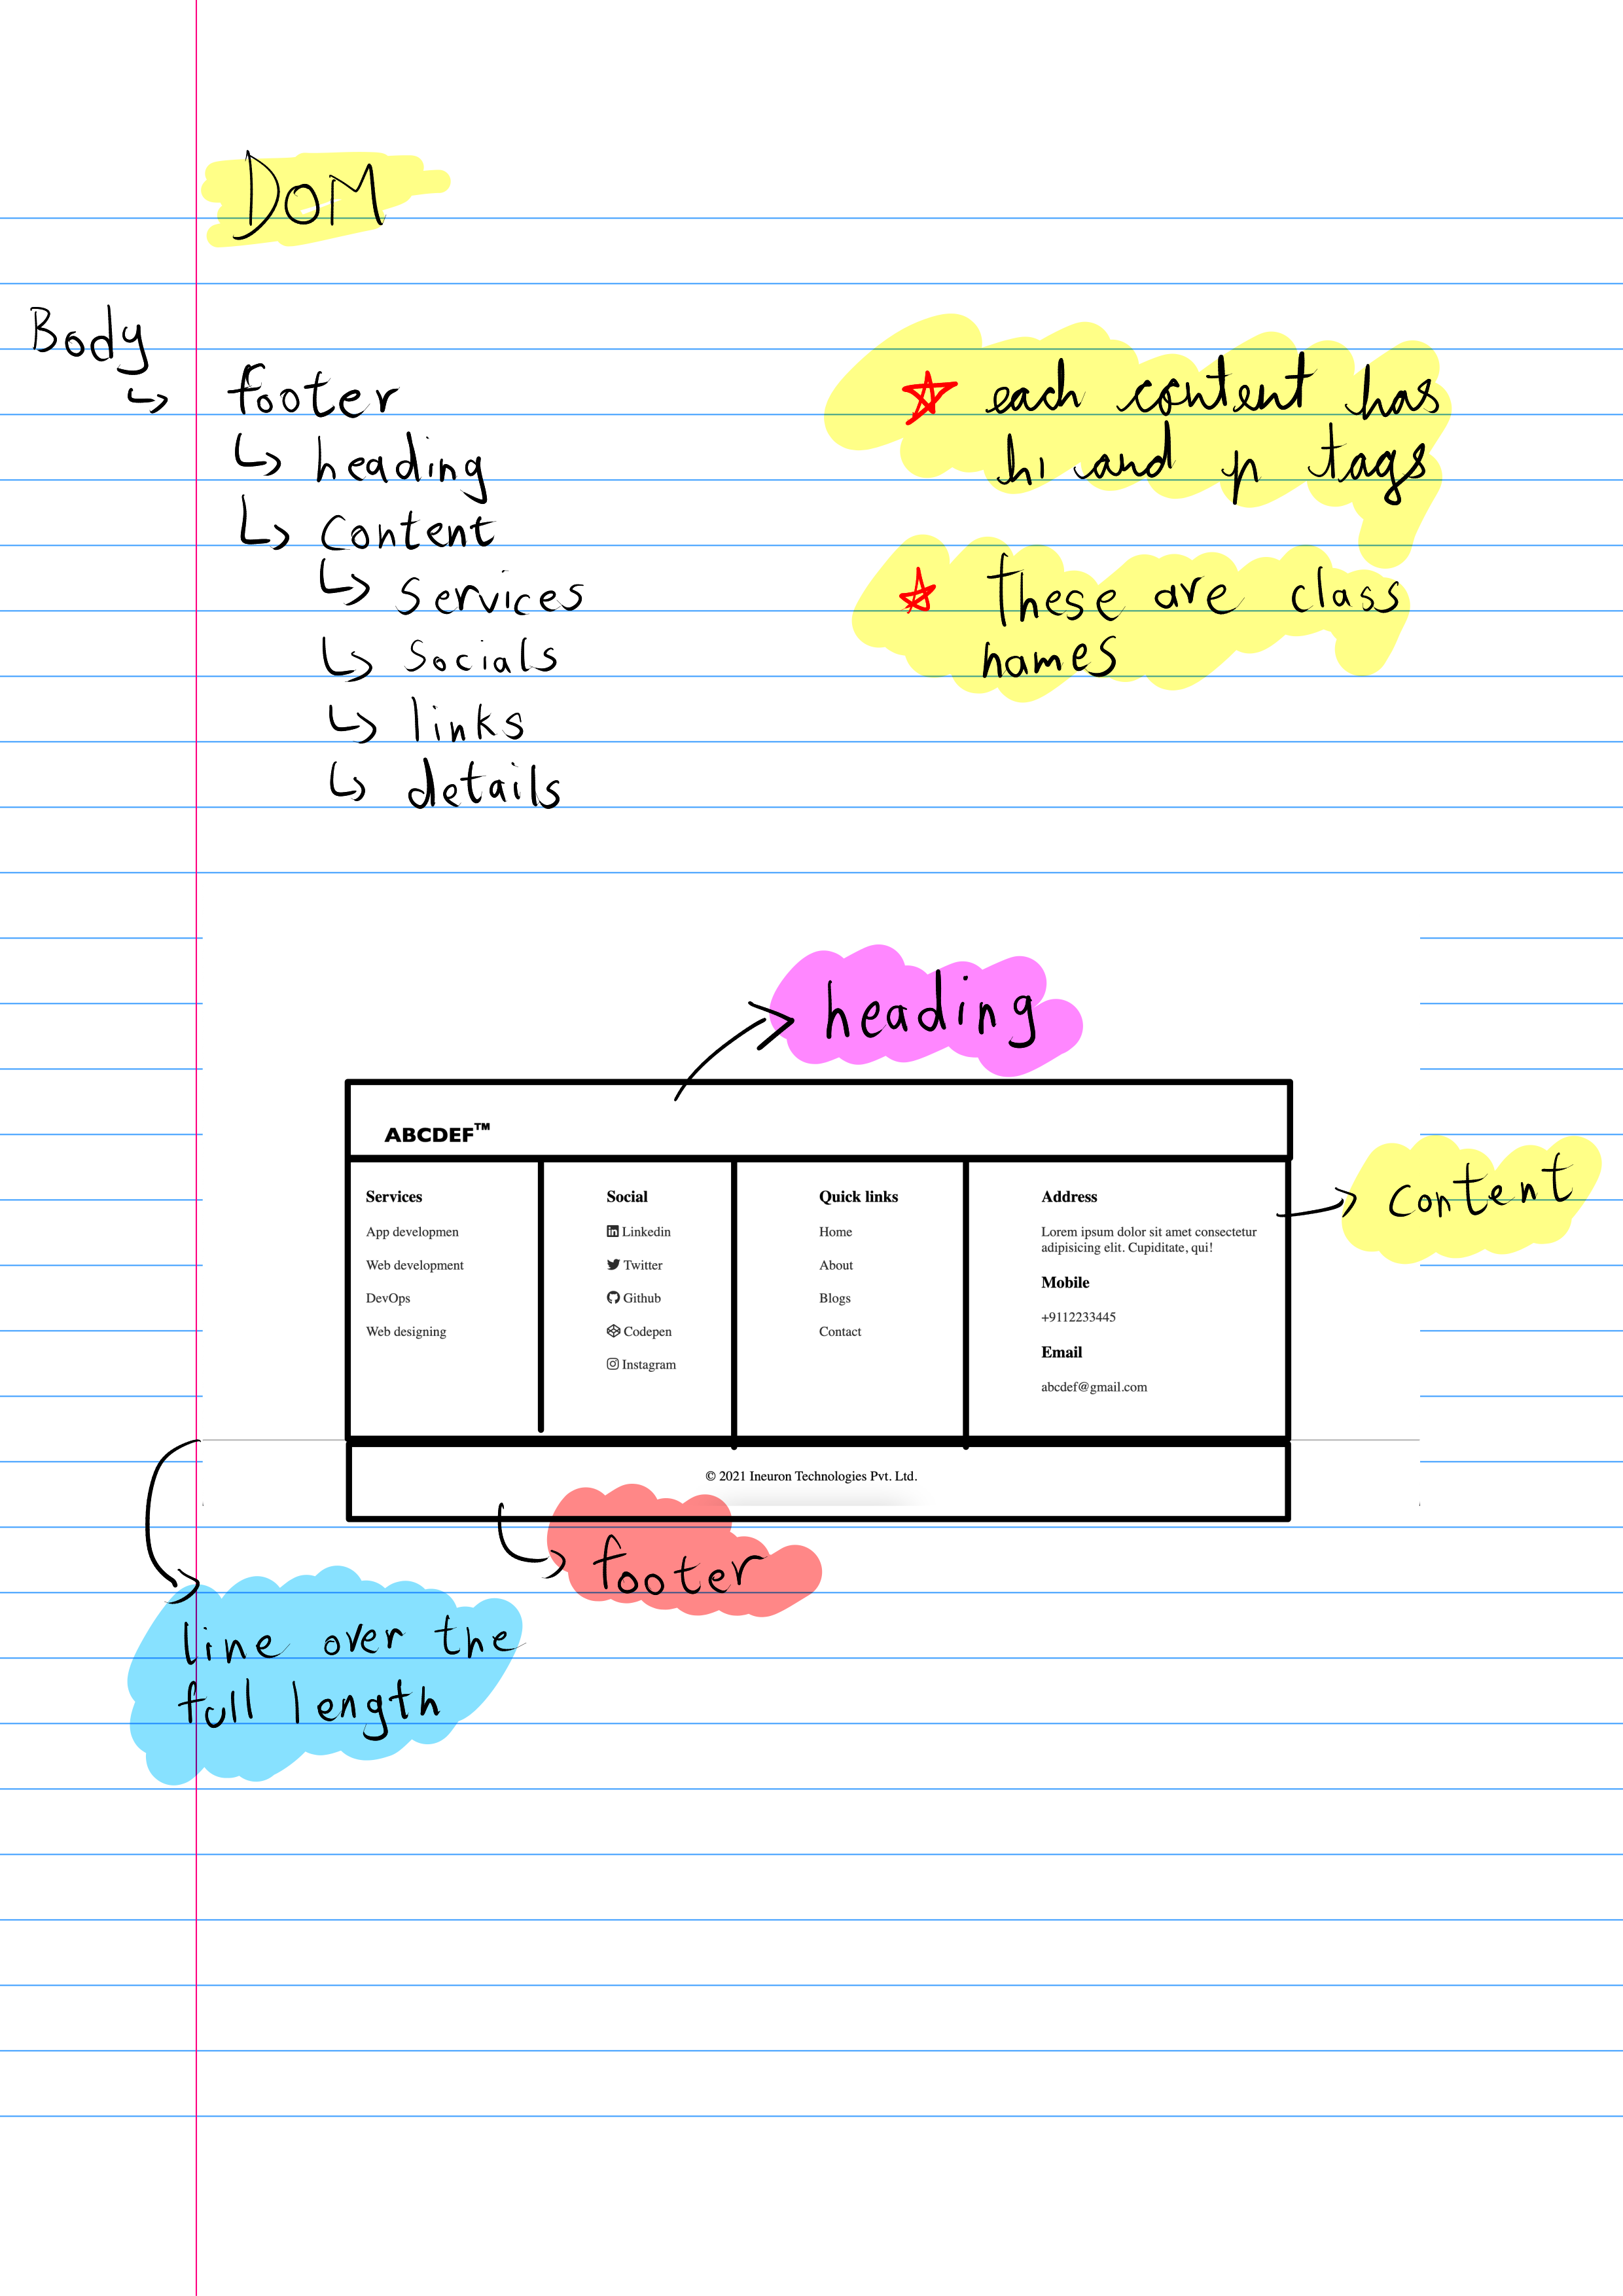 DOM
Body
footer
heading
content
services
socials
links
details
each content has
h1 and p tags
These are class
names
heading
ABCDEF™
content
Services
App developmen
Web development
DevOps
Web designing
Social
Linkedin
Twitter
Github
Codepen
Instagram
Quick links
Home
About
Blogs
Contact
Address
Lorem ipsum dolor sit amet consectetur
adipisicing elit. Cupiditate, qui!
Mobile
+9112233445
Email
abcdef@gmail.com
© 2021 Ineuron Technologies Pvt. Ltd.
footer
line over the
full length